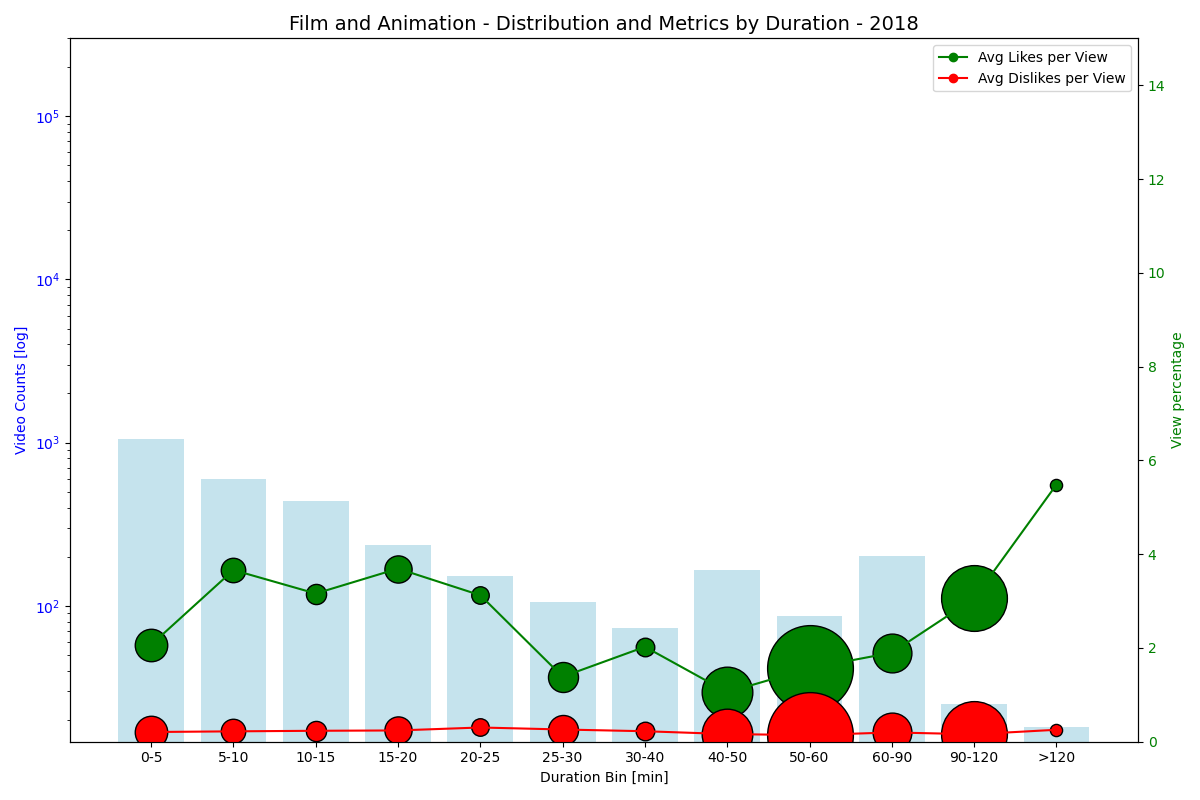 Film and Animation - Distribution and Metrics by Duration - 2018
Avg Likes per View
Avg Dislikes per View
Video Counts [log]
10^5
10^4
10^3
10^2
14
12
10
8
6
4
2
0
View percentage
0-5 5-10 10-15 15-20 20-25 25-30 30-40 40-50 50-60 60-90 90-120 >120
Duration Bin [min]